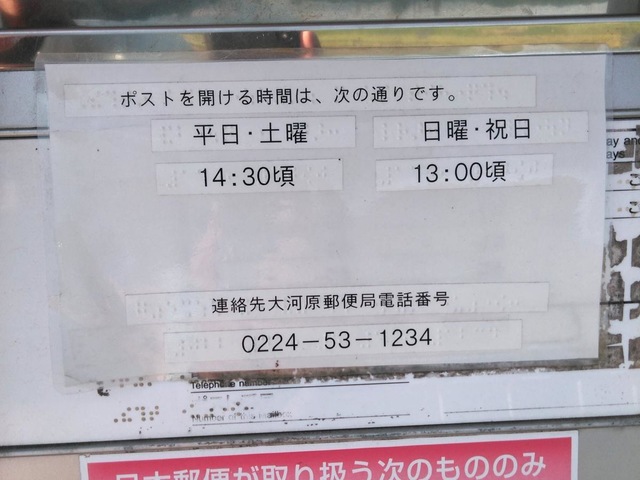 ポストを開ける時間は、次の通りです。
平日・土曜 日曜・祝日
14:30頃 13:00頃
連絡先大河原郵便局電話番号
0224-53-1234
Telephone number
日本郵便が取り扱う次のもののみ